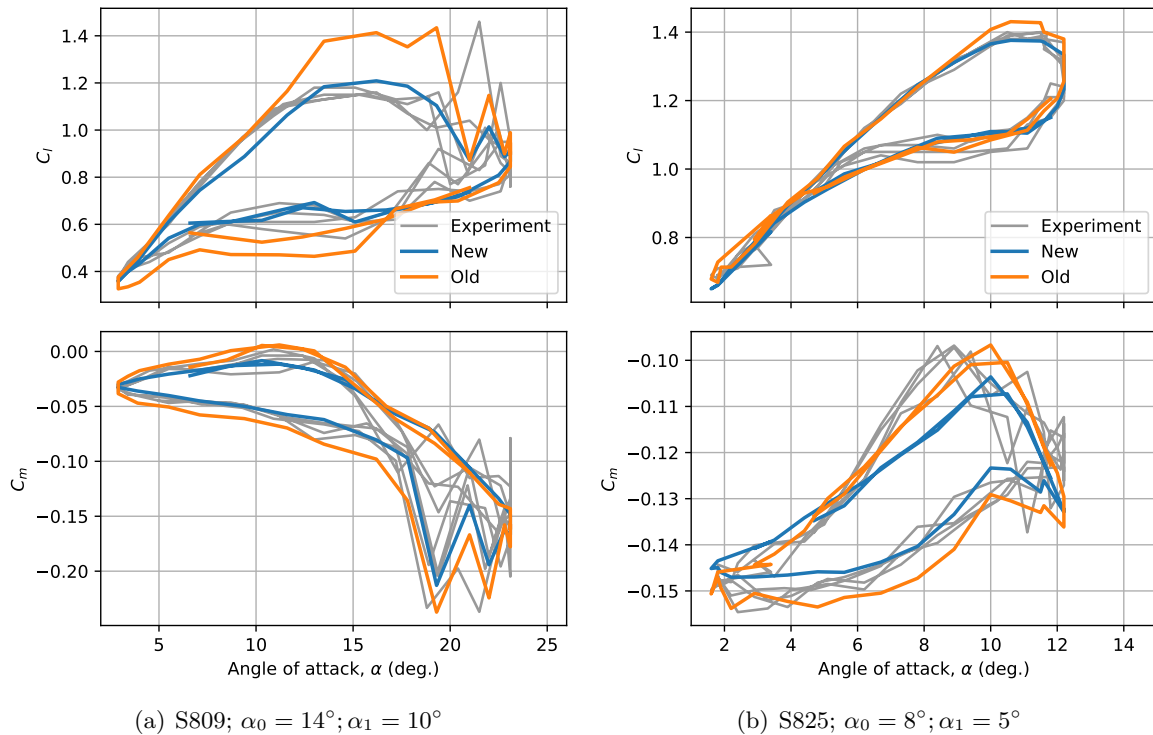 1.4
1.2
1.0
0.8
0.6
0.4
C_l
Experiment
New
Old
1.4
1.2
1.0
0.8
C_l
Experiment
New
Old
0.00
−0.05
−0.10
−0.15
−0.20
C_m
5 10 15 20 25
Angle of attack, α (deg.)
−0.10
−0.11
−0.12
−0.13
−0.14
−0.15
C_m
2 4 6 8 10 12 14
Angle of attack, α (deg.)
(a) S809; α₀ = 14°; α₁ = 10°
(b) S825; α₀ = 8°; α₁ = 5°